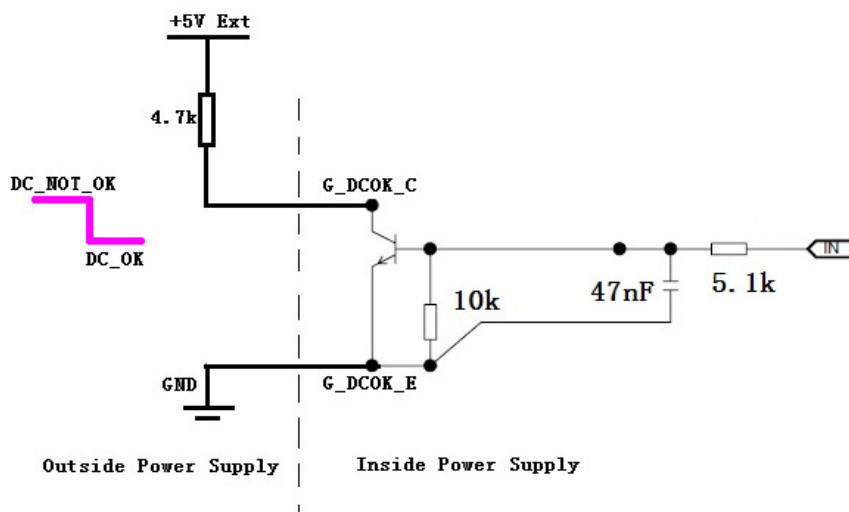 +5V Ext
4.7k
DC_NOT_OK
G_DCOK_C
IN
DC_OK
10k
47nF
5.1k
GND
G_DCOK_E
Outside Power Supply
Inside Power Supply